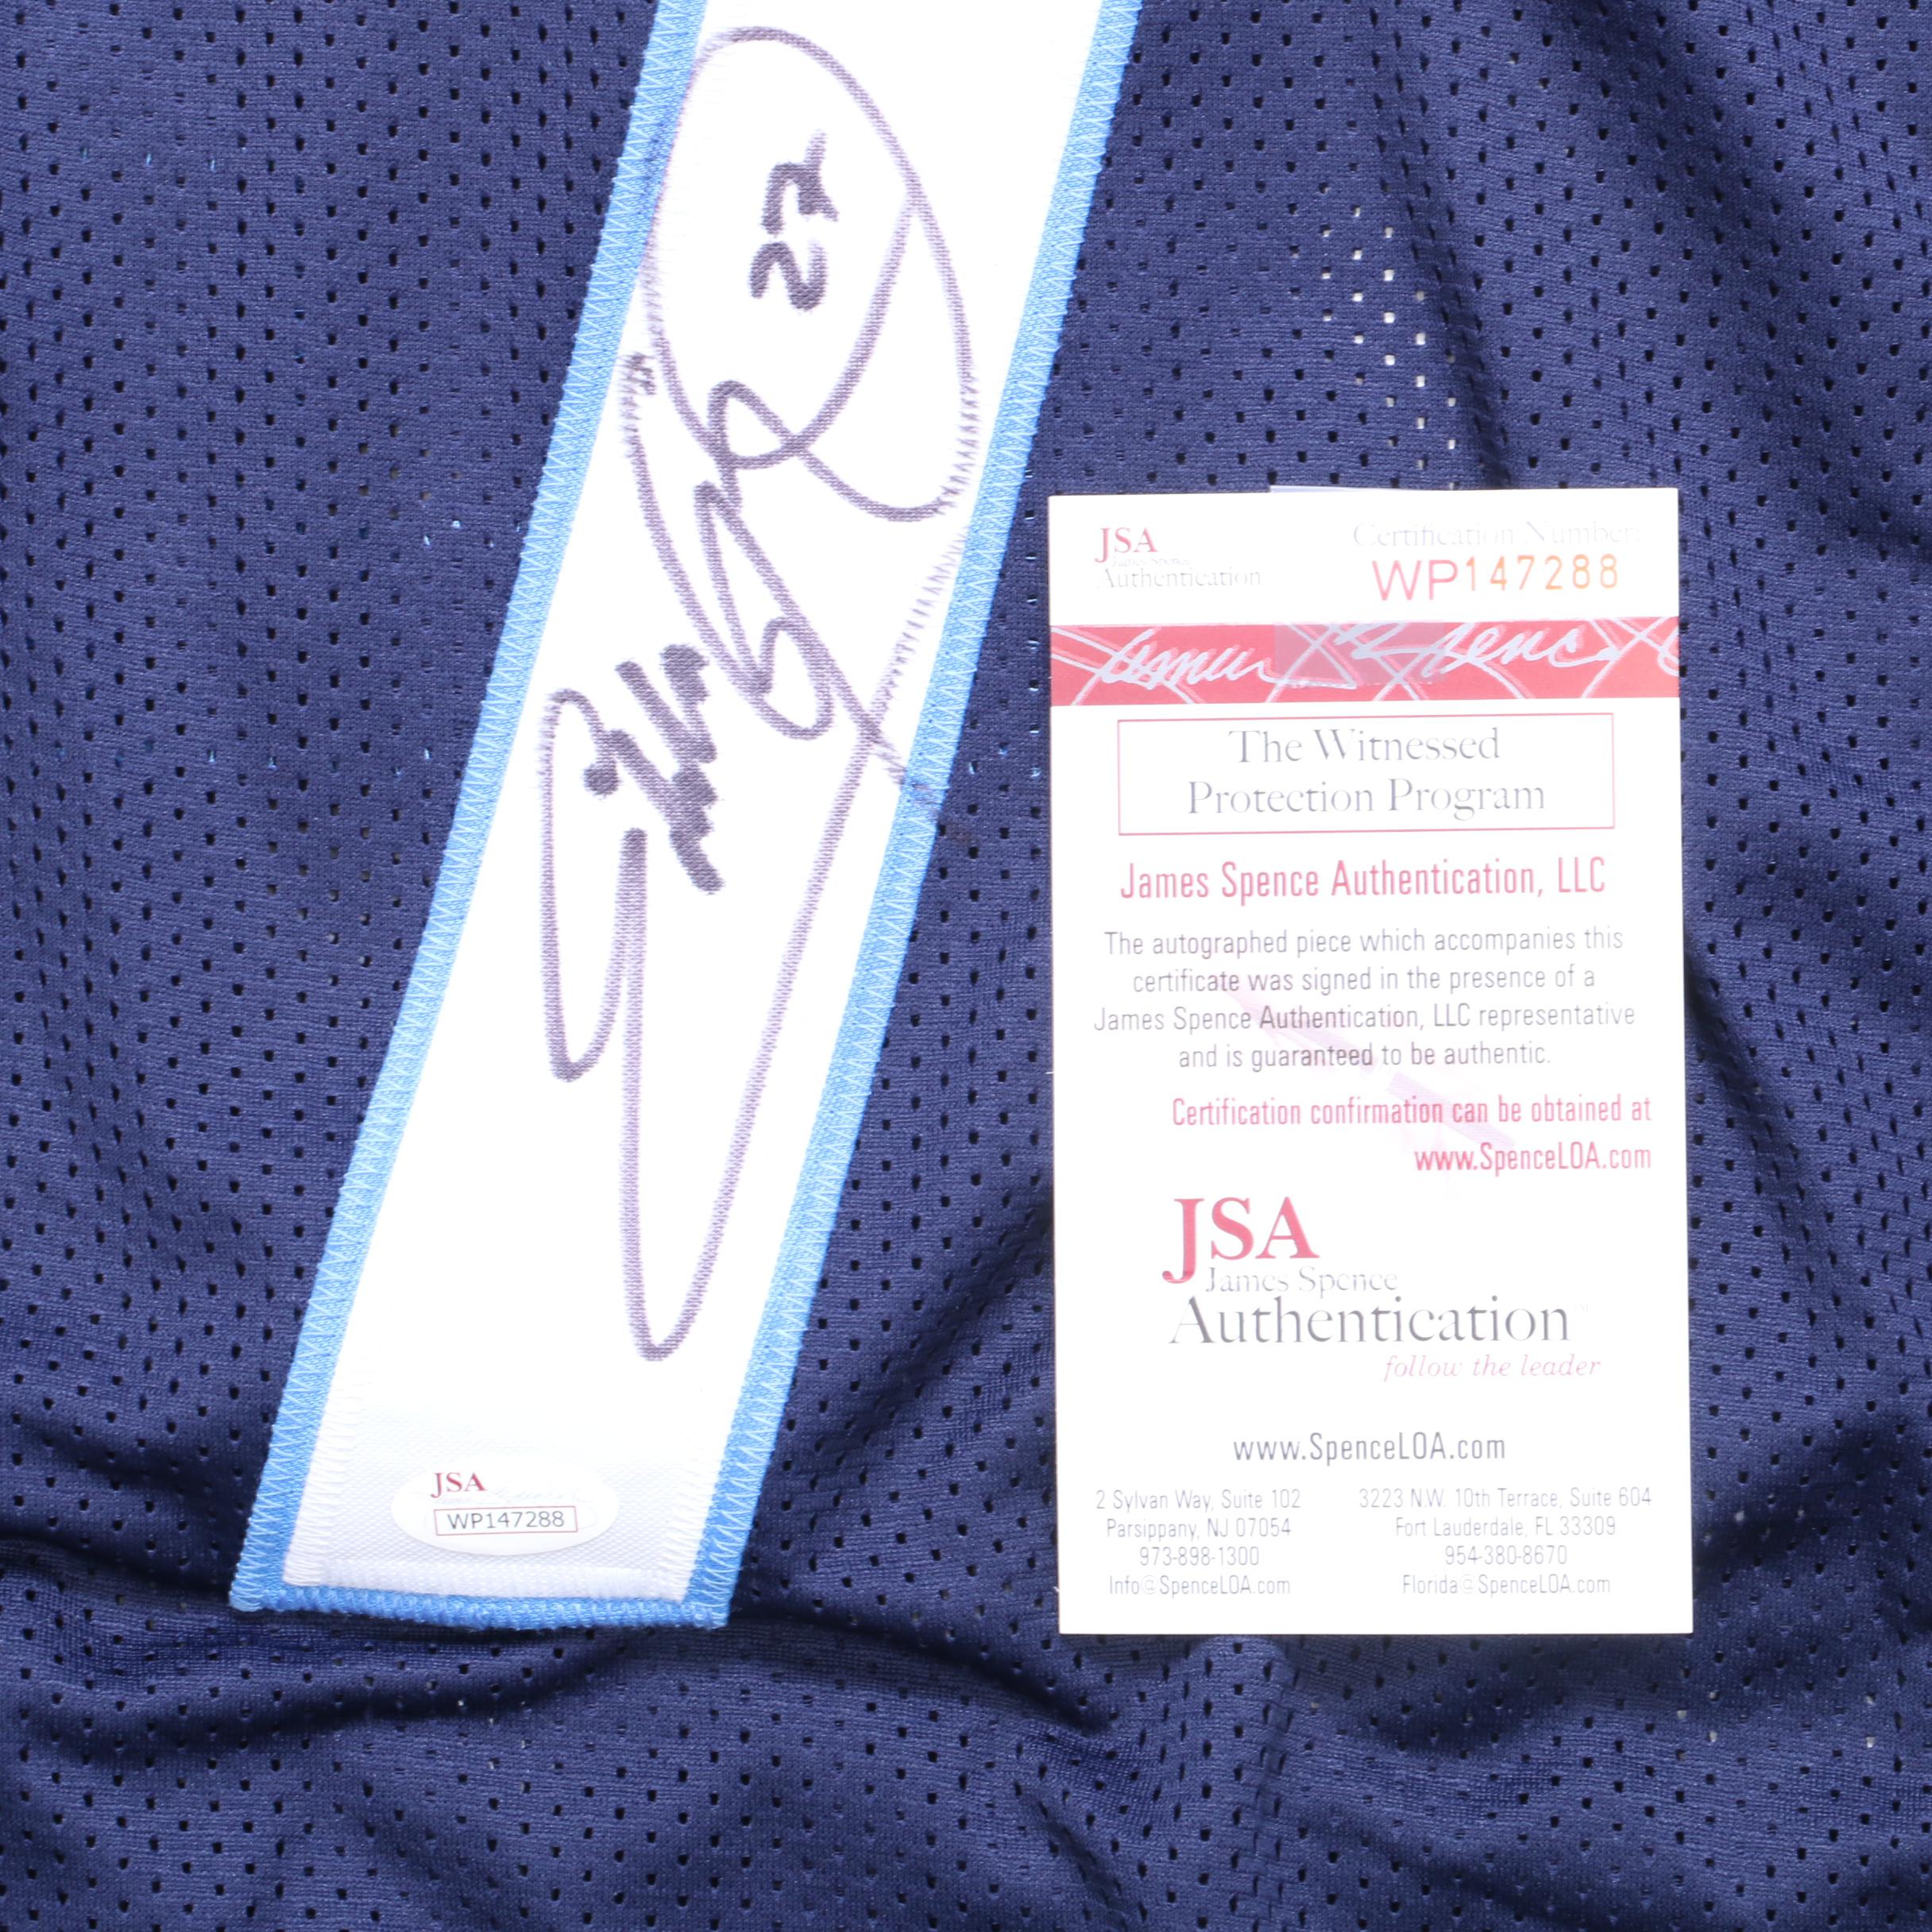 27
JSA
WP147288
JSA
James Spence
Authentication
Certification Number:
WP147288
James Spence
The Witnessed
Protection Program
James Spence Authentication, LLC
The autographed piece which accompanies this
certificate was signed in the presence of a
James Spence Authentication, LLC representative
and is guaranteed to be authentic.
Certification confirmation can be obtained at
www.SpenceLOA.com
JSA
James Spence
Authentication™
follow the leader
www.SpenceLOA.com
2 Sylvan Way, Suite 102
Parsippany, NJ 07054
973-898-1300
Info@SpenceLOA.com
3223 N.W. 10th Terrace, Suite 604
Fort Lauderdale, FL 33309
954-380-8670
Florida@SpenceLOA.com